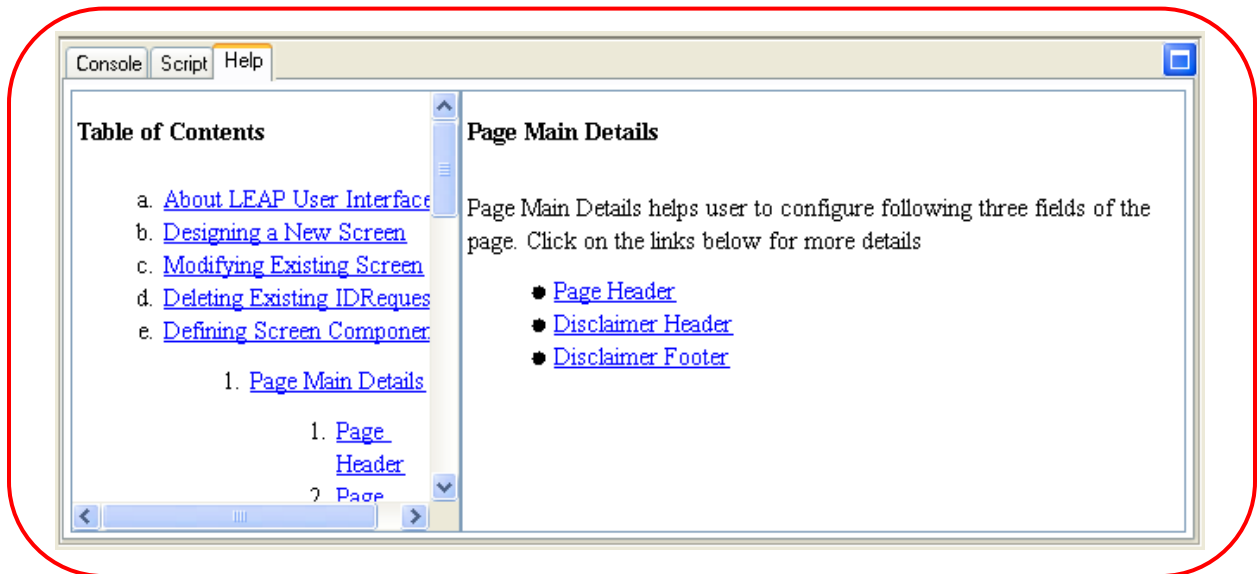 Console Script Help
Table of Contents
a. About LEAP User Interface
b. Designing a New Screen
c. Modifying Existing Screen
d. Deleting Existing IDReques
e. Defining Screen Componen
1. Page Main Details
1. Page
Header
2. Page
Page Main Details
Page Main Details helps user to configure following three fields of the
page. Click on the links below for more details
● Page Header
● Disclaimer Header
● Disclaimer Footer